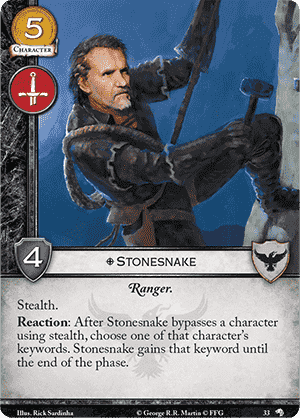 5
CHARACTER
4
STONESNAKE
Ranger.
Stealth.
Reaction: After Stonesnake bypasses a character
using stealth, choose one of that character's
keywords. Stonesnake gains that keyword until
the end of the phase.
Illus. Rick Sardinha © George R.R. Martin © FFG 33